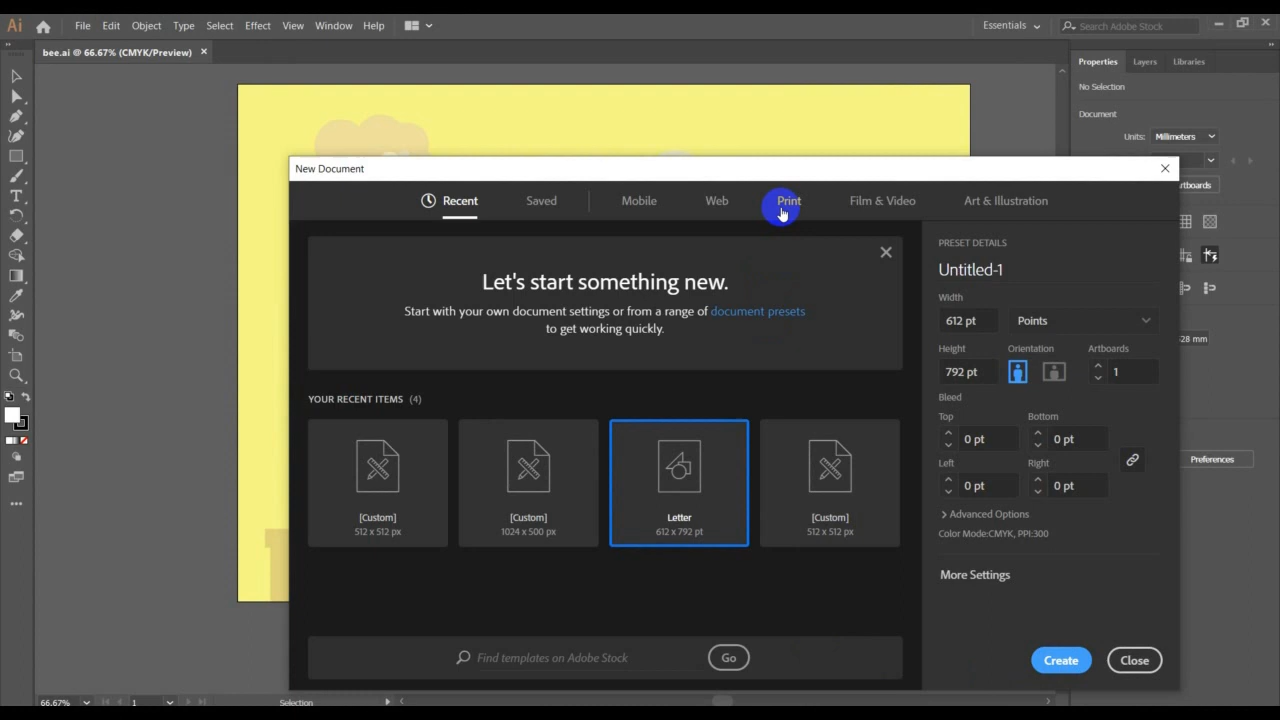 Ai File Edit Object Type Select Effect View Window Help Essentials Search Adobe Stock
bee.ai @ 66.67% (CMYK/Preview) ×
Properties Layers Libraries
No Selection
Document
Units: Millimeters
New Document
Recent Saved Mobile Web Print Film & Video Art & Illustration
Let's start something new.
Start with your own document settings or from a range of document presets
to get working quickly.
YOUR RECENT ITEMS (4)
[Custom]
512 x 512 px
[Custom]
1024 x 500 px
Letter
612 x 792 pt
[Custom]
512 x 512 px
Find templates on Adobe Stock Go
PRESET DETAILS
Untitled-1
Width
612 pt Points
Height Orientation Artboards
792 pt 1
Bleed
Top Bottom
0 pt 0 pt
Left Right
0 pt 0 pt
Advanced Options
Color Mode:CMYK, PPI:300
More Settings
Create Close
Preferences
66.67% 1 Selection